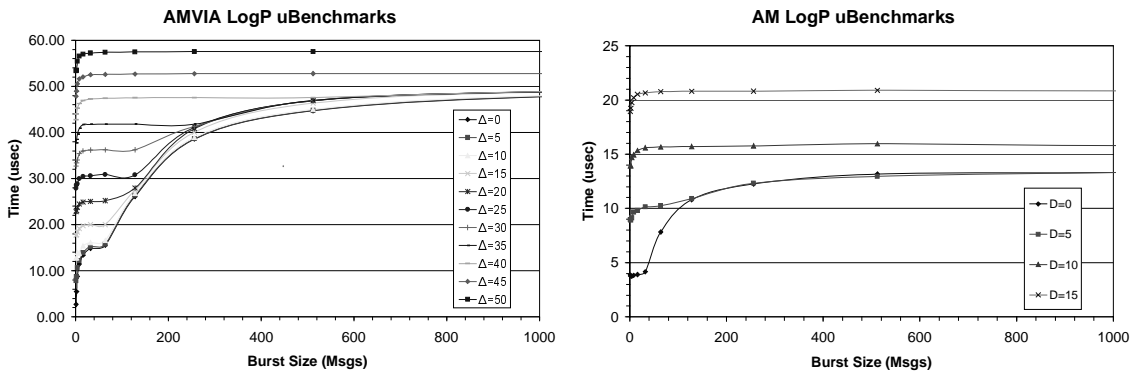 AMVIA LogP uBenchmarks
Time (usec)
60.00
50.00
40.00
30.00
20.00
10.00
0.00
0
200
400
600
800
1000
Burst Size (Msgs)
Δ=0
Δ=5
Δ=10
Δ=15
Δ=20
Δ=25
Δ=30
Δ=35
Δ=40
Δ=45
Δ=50
AM LogP uBenchmarks
Time (usec)
25
20
15
10
5
0
0
200
400
600
800
1000
Burst Size (Msgs)
D=0
D=5
D=10
D=15